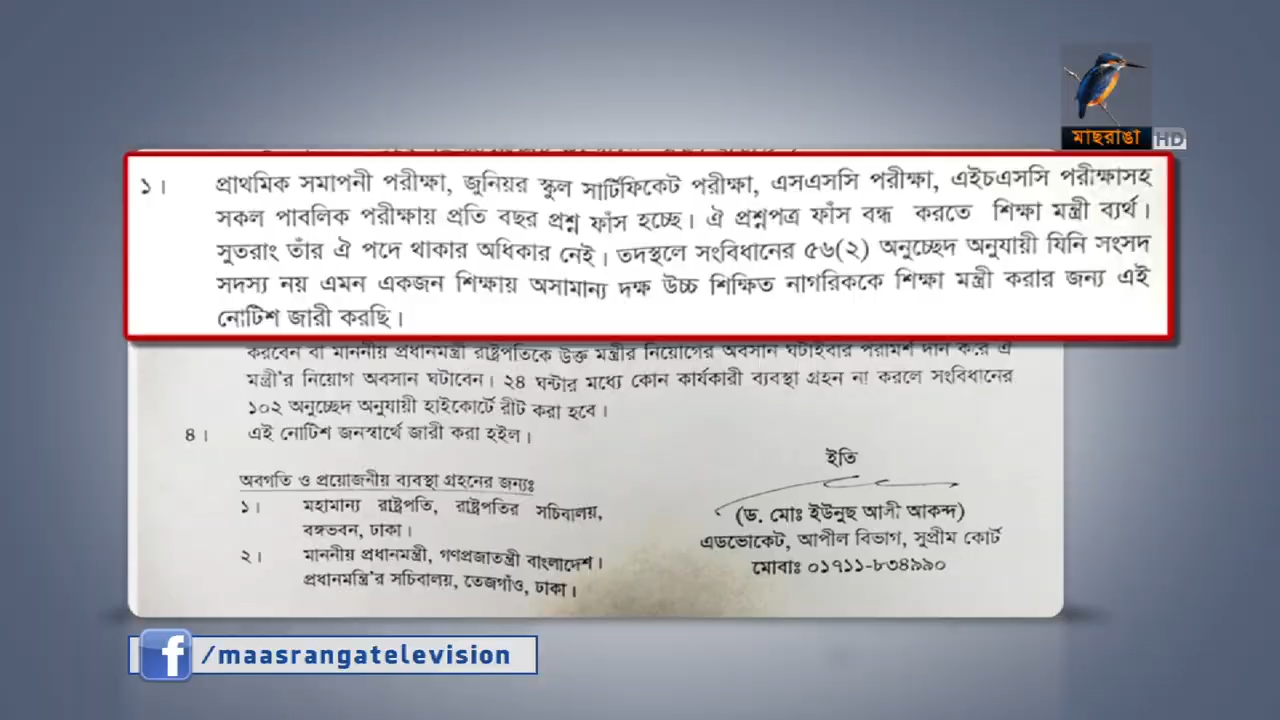 মাছরাঙা HD
১। প্রাথমিক সমাপনী পরীক্ষা, জুনিয়র স্কুল সার্টিফিকেট পরীক্ষা, এসএসসি পরীক্ষা, এইচএসসি পরীক্ষাসহ
সকল পাবলিক পরীক্ষায় প্রতি বছর প্রশ্ন ফাঁস হচ্ছে। ঐ প্রশ্নপত্র ফাঁস বন্ধ করতে শিক্ষা মন্ত্রী ব্যর্থ।
সুতরাং তাঁর ঐ পদে থাকার অধিকার নেই। তদস্থলে সংবিধানের ৫৬(২) অনুচ্ছেদ অনুযায়ী যিনি সংসদ
সদস্য নয় এমন একজন শিক্ষায় অসামান্য দক্ষ উচ্চ শিক্ষিত নাগরিককে শিক্ষা মন্ত্রী করার জন্য এই
নোটিশ জারী করছি।
করবেন বা মাননীয় প্রধানমন্ত্রী রাষ্ট্রপতিকে উক্ত মন্ত্রীর নিয়োগের অবসান ঘটাইবার পরামর্শ দান করে ঐ
মন্ত্রী'র নিয়োগ অবসান ঘটাবেন। ২৪ ঘন্টার মধ্যে কোন কার্যকারী ব্যবস্থা গ্রহন না করলে সংবিধানের
১০২ অনুচ্ছেদ অনুযায়ী হাইকোর্টে রীট করা হবে।
৪। এই নোটিশ জনস্বার্থে জারী করা হইল।
ইতি
অবগতি ও প্রয়োজনীয় ব্যবস্থা গ্রহনের জন্যঃ
১। মহামান্য রাষ্ট্রপতি, রাষ্ট্রপতির সচিবালয়,
বঙ্গভবন, ঢাকা।
২। মাননীয় প্রধানমন্ত্রী, গণপ্রজাতন্ত্রী বাংলাদেশ।
প্রধানমন্ত্রি'র সচিবালয়, তেজগাঁও, ঢাকা।
(ড. মোঃ ইউনুছ আলী আকন্দ)
এডভোকেট, আপীল বিভাগ, সুপ্রীম কোর্ট
মোবাঃ ০১৭১১-৮৩৪৯৯০
f /maasrangatelevision